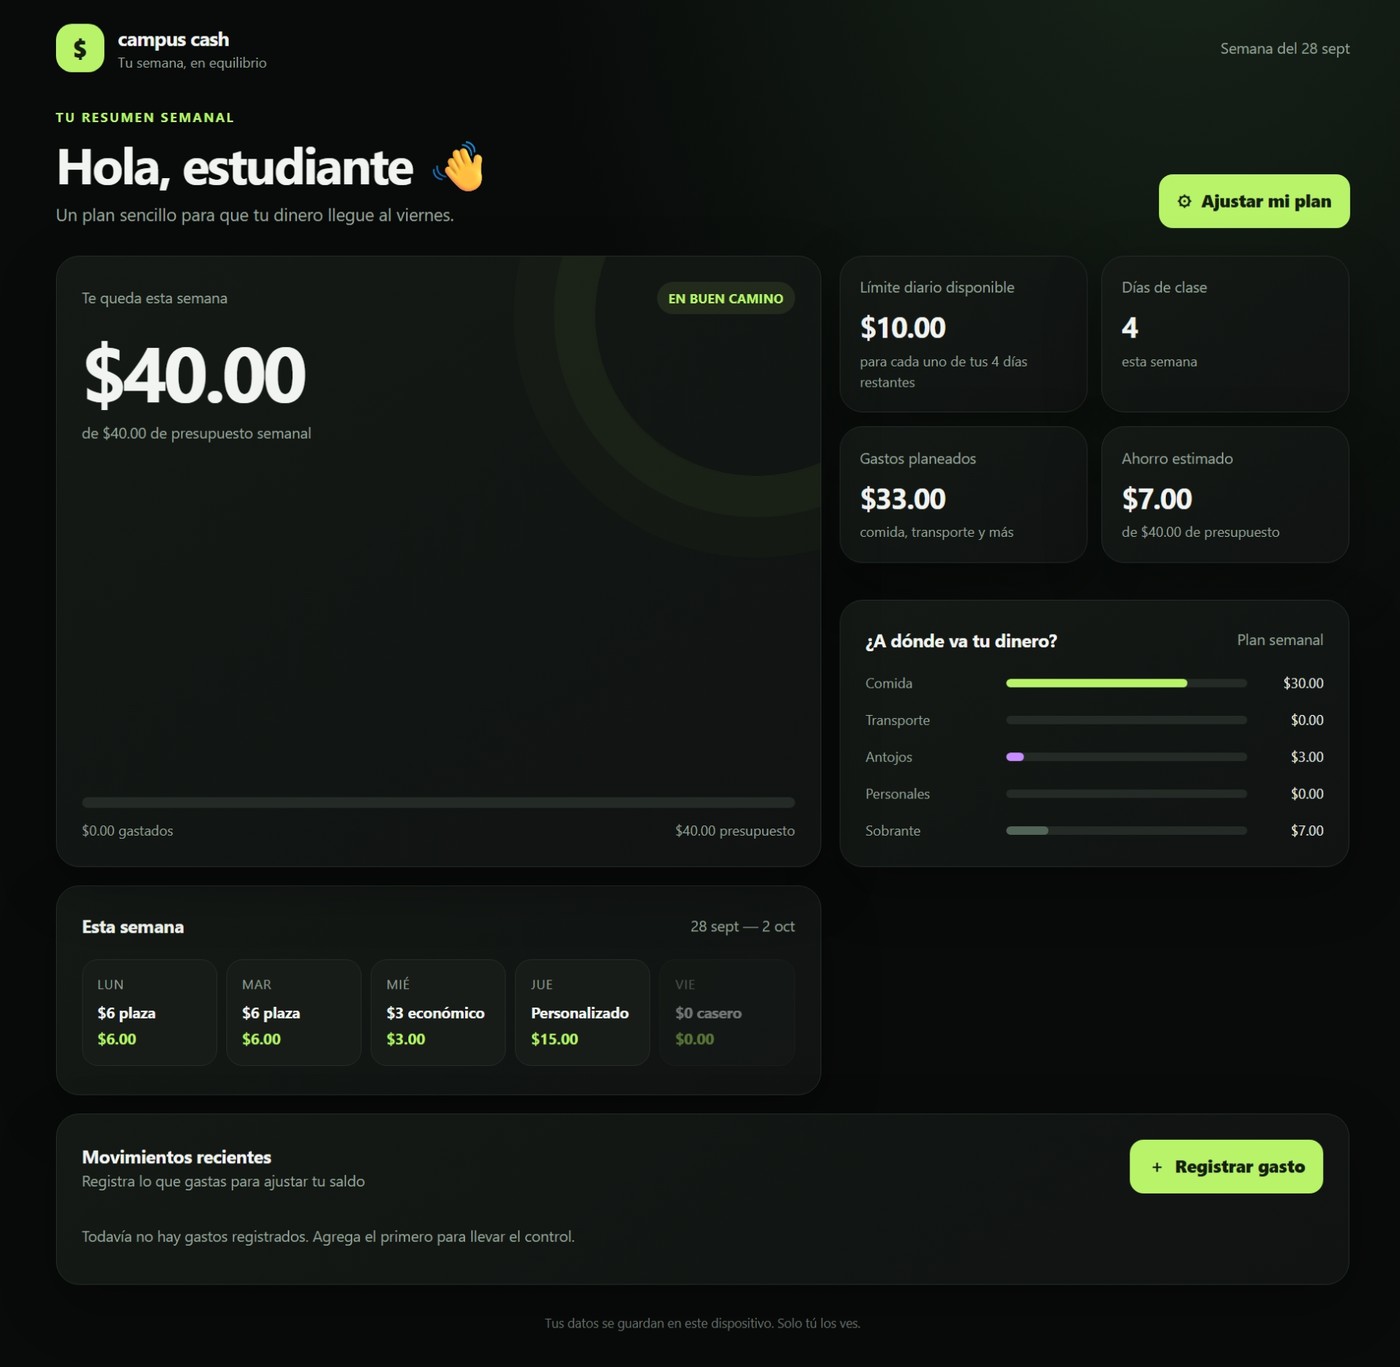 $
campus cash
Tu semana, en equilibrio
Semana del 28 sept
TU RESUMEN SEMANAL
Hola, estudiante 👋
Un plan sencillo para que tu dinero llegue al viernes.
⚙ Ajustar mi plan
Te queda esta semana
EN BUEN CAMINO
$40.00
de $40.00 de presupuesto semanal
$0.00 gastados
$40.00 presupuesto
Límite diario disponible
$10.00
para cada uno de tus 4 días
restantes
Días de clase
4
esta semana
Gastos planeados
$33.00
comida, transporte y más
Ahorro estimado
$7.00
de $40.00 de presupuesto
¿A dónde va tu dinero?
Plan semanal
Comida $30.00
Transporte $0.00
Antojos $3.00
Personales $0.00
Sobrante $7.00
Esta semana
28 sept — 2 oct
LUN
$6 plaza
$6.00
MAR
$6 plaza
$6.00
MIÉ
$3 económico
$3.00
JUE
Personalizado
$15.00
VIE
$0 casero
$0.00
Movimientos recientes
Registra lo que gastas para ajustar tu saldo
+ Registrar gasto
Todavía no hay gastos registrados. Agrega el primero para llevar el control.
Tus datos se guardan en este dispositivo. Solo tú los ves.